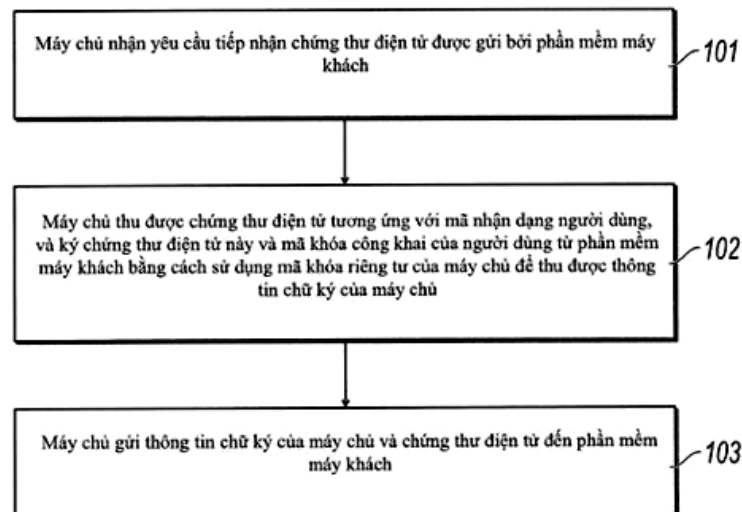 Máy chủ nhận yêu cầu tiếp nhận chứng thư điện tử được gửi bởi phần mềm máy
khách
101
Máy chủ thu được chứng thư điện tử tương ứng với mã nhận dạng người dùng,
và ký chứng thư điện tử này và mã khóa công khai của người dùng từ phần mềm
máy khách bằng cách sử dụng mã khóa riêng tư của máy chủ để thu được thông
tin chữ ký của máy chủ
102
Máy chủ gửi thông tin chữ ký của máy chủ và chứng thư điện tử đến phần mềm
máy khách
103